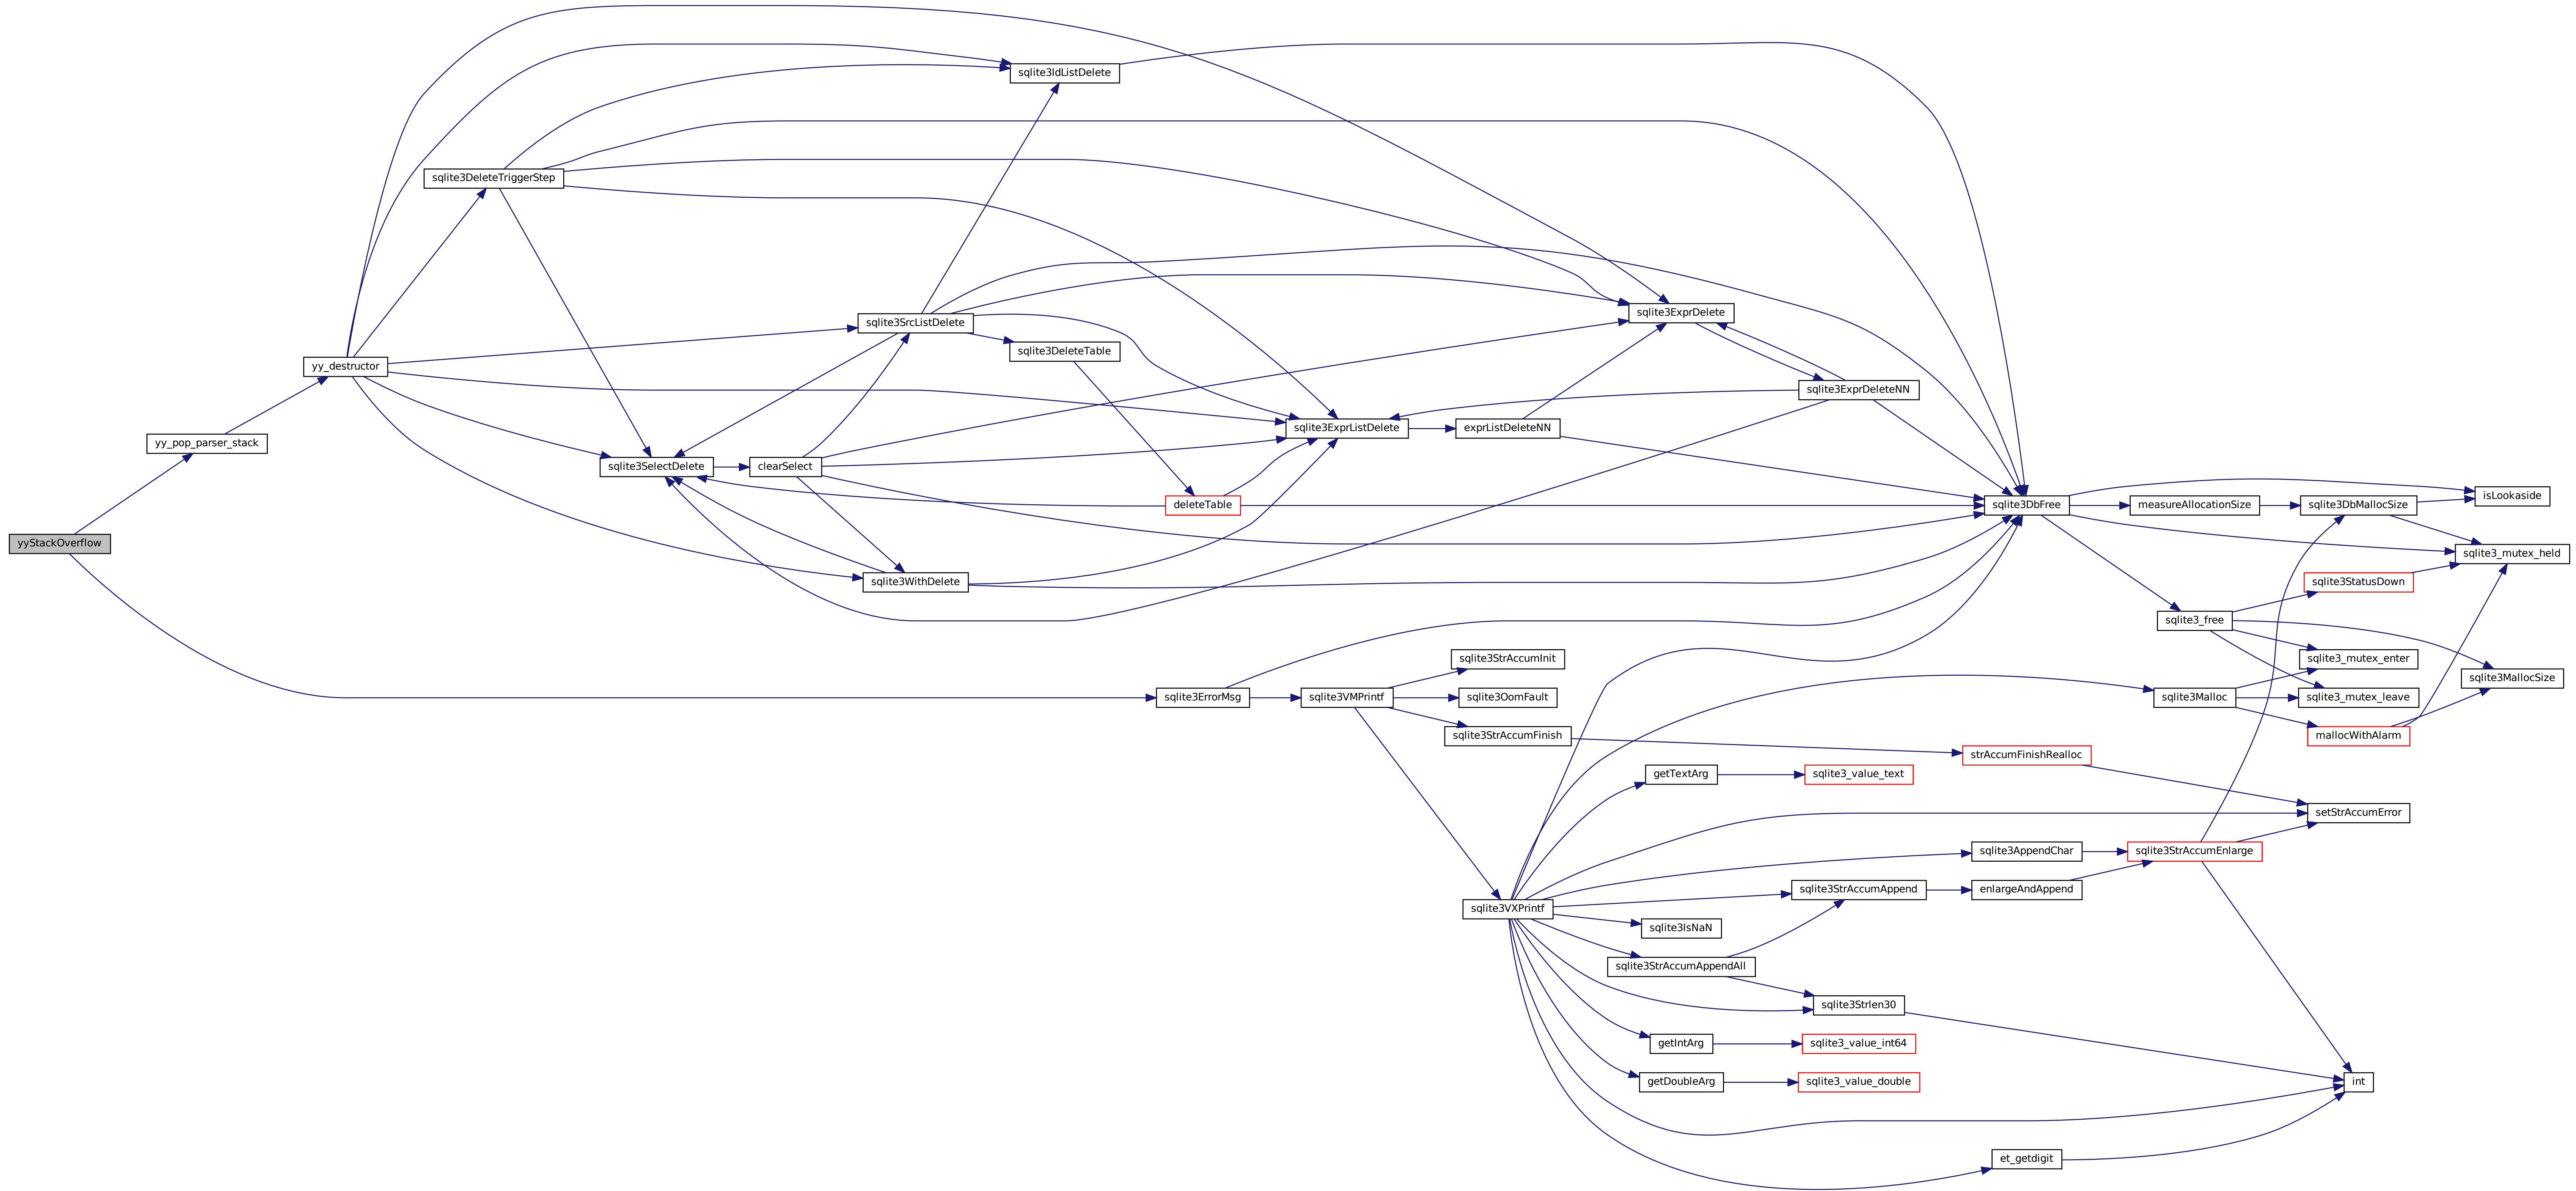 yyStackOverflow
yy_pop_parser_stack
yy_destructor
sqlite3DeleteTriggerStep
sqlite3SelectDelete
clearSelect
sqlite3SrcListDelete
sqlite3WithDelete
sqlite3IdListDelete
sqlite3DeleteTable
deleteTable
sqlite3ErrorMsg
sqlite3ExprListDelete
sqlite3VMPrintf
exprListDeleteNN
sqlite3StrAccumInit
sqlite3OomFault
sqlite3StrAccumFinish
sqlite3VXPrintf
sqlite3ExprDelete
getTextArg
sqlite3IsNaN
sqlite3StrAccumAppendAll
getIntArg
getDoubleArg
sqlite3ExprDeleteNN
sqlite3_value_text
sqlite3StrAccumAppend
sqlite3Strlen30
sqlite3_value_int64
sqlite3_value_double
sqlite3DbFree
strAccumFinishRealloc
sqlite3AppendChar
enlargeAndAppend
et_getdigit
measureAllocationSize
sqlite3_free
sqlite3Malloc
sqlite3StrAccumEnlarge
sqlite3DbMallocSize
sqlite3StatusDown
sqlite3_mutex_enter
sqlite3_mutex_leave
mallocWithAlarm
setStrAccumError
int
isLookaside
sqlite3_mutex_held
sqlite3MallocSize